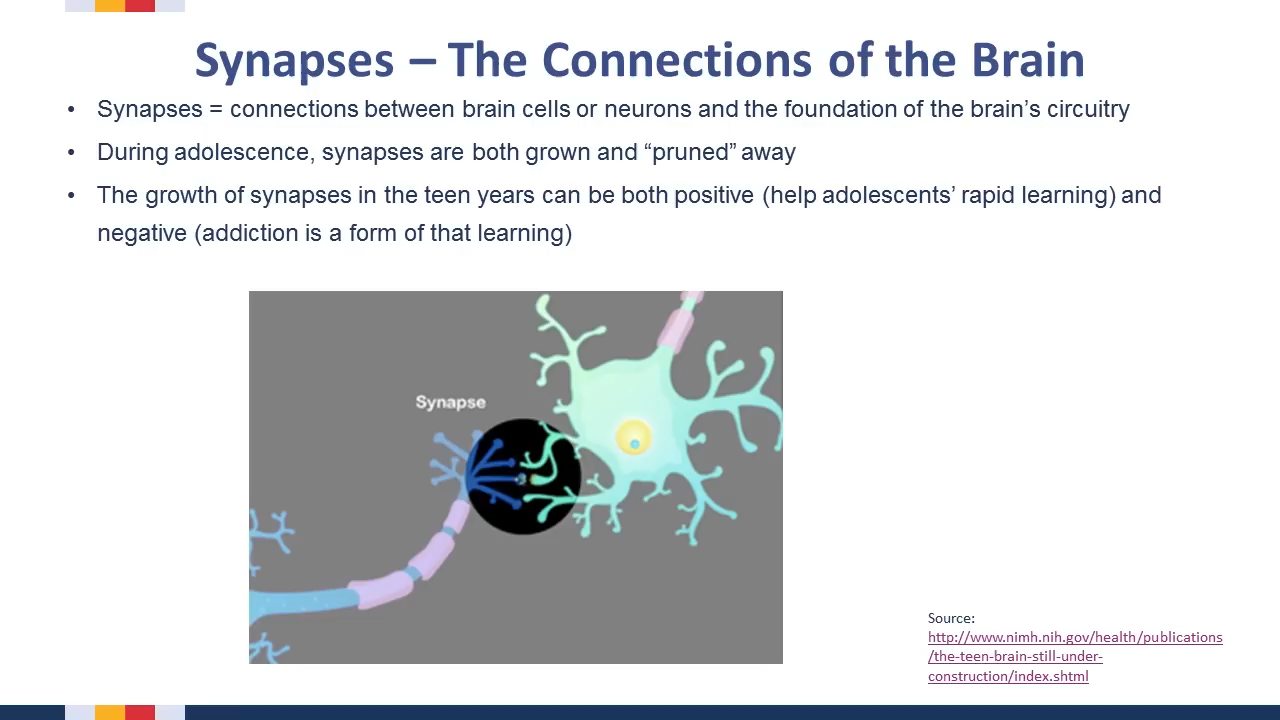 Synapses – The Connections of the Brain
• Synapses = connections between brain cells or neurons and the foundation of the brain’s circuitry
• During adolescence, synapses are both grown and “pruned” away
• The growth of synapses in the teen years can be both positive (help adolescents’ rapid learning) and
negative (addiction is a form of that learning)
Synapse
Source:
http://www.nimh.nih.gov/health/publications
/the-teen-brain-still-under-
construction/index.shtml